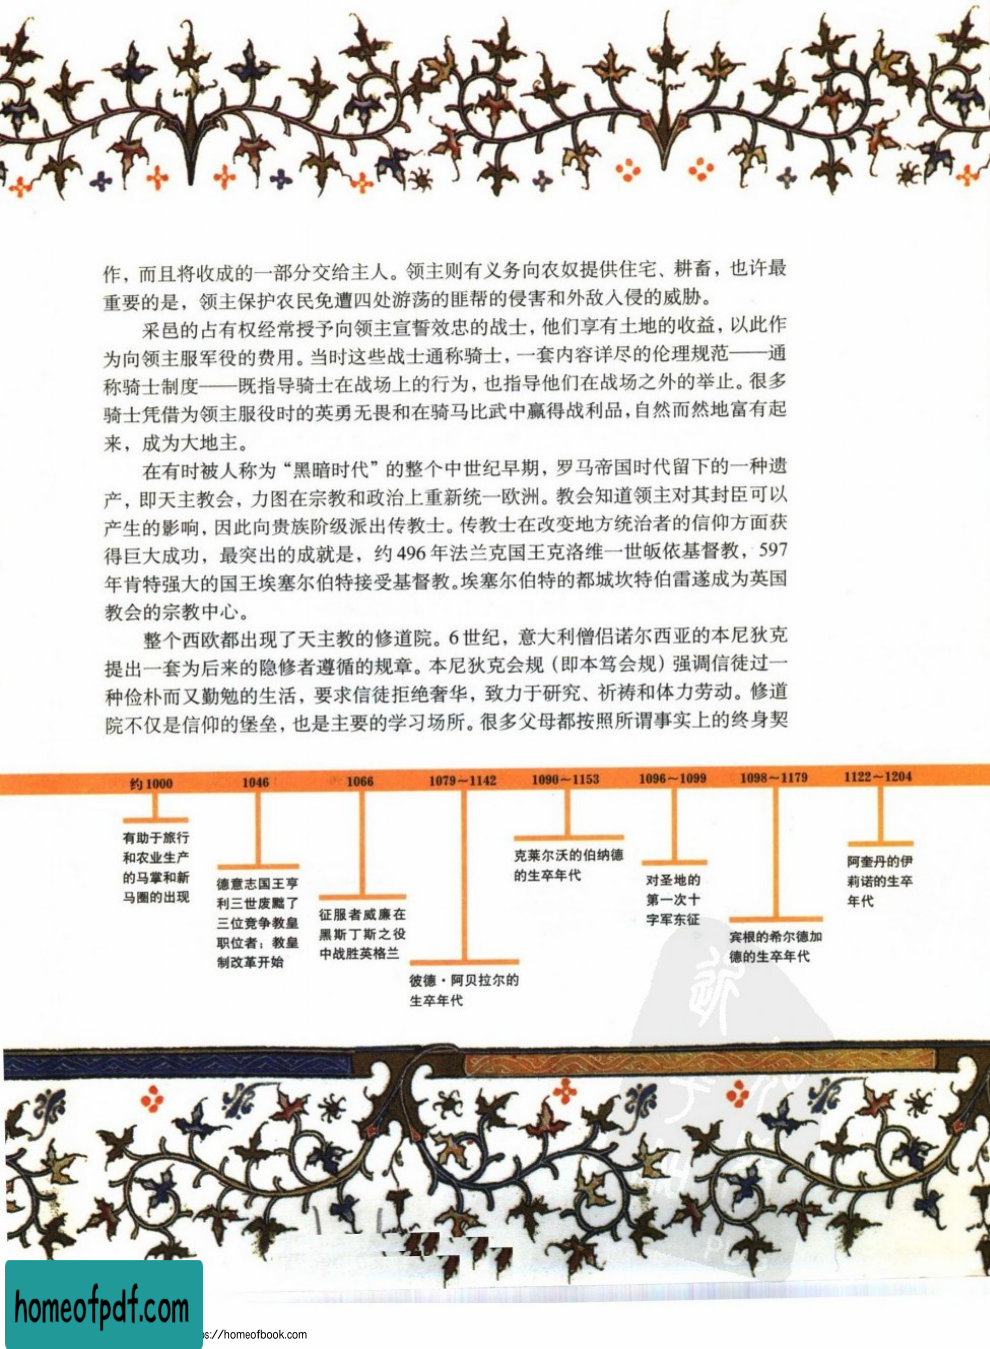 作，而且将收成的一部分交给主人。领主则有义务向农奴提供住宅、耕畜，也许最
重要的是，领主保护农民免遭四处游荡的匪帮的侵害和外敌入侵的威胁。
采邑的占有权经常授予向领主宣誓效忠的战士，他们享有土地的收益，以此作
为向领主服军役的费用。当时这些战士通称骑士，一套内容详尽的伦理规范——通
称骑士制度——既指导骑士在战场上的行为，也指导他们在战场之外的举止。很多
骑士凭借为领主服役时的英勇无畏和在骑马比武中赢得战利品，自然而然地富有起
来，成为大地主。
在有时被人称为“黑暗时代”的整个中世纪早期，罗马帝国时代留下的一种遗
产，即天主教会，力图在宗教和政治上重新统一欧洲。教会知道领主对其封臣可以
产生的影响，因此向贵族阶级派出传教士。传教士在改变地方统治者的信仰方面获
得巨大成功，最突出的成就是，约496年法兰克国王克洛维一世皈依基督教，597
年肯特强大的国王埃塞尔伯特接受基督教。埃塞尔伯特的都城坎特伯雷遂成为英国
教会的宗教中心。
整个西欧都出现了天主教的修道院。6世纪，意大利僧侣诺尔西亚的本尼狄克
提出一套为后来的隐修者遵循的规章。本尼狄克会规（即本笃会规）强调信徒过一
种俭朴而又勤勉的生活，要求信徒拒绝奢华，致力于研究、祈祷和体力劳动。修道
院不仅是信仰的堡垒，也是主要的学习场所。很多父母都按照所谓事实上的终身契
约1000
有助于旅行
和农业生产
的马掌和新
马圈的出现
1046
德意志国王亨
利三世废黜了
三位竞争教皇
职位者；教皇
制改革开始
1066
征服者威廉在
黑斯丁斯之役
中战胜英格兰
1079～1142
彼德·阿贝拉尔的
生卒年代
1090～1153
克莱尔沃的伯纳德
的生卒年代
1096～1099
对圣地的
第一次十
字军东征
1098～1179
宾根的希尔德加
德的生卒年代
1122～1204
阿奎丹的伊
莉诺的生卒
年代
homeofpdf.com
ps://homeofbook.com